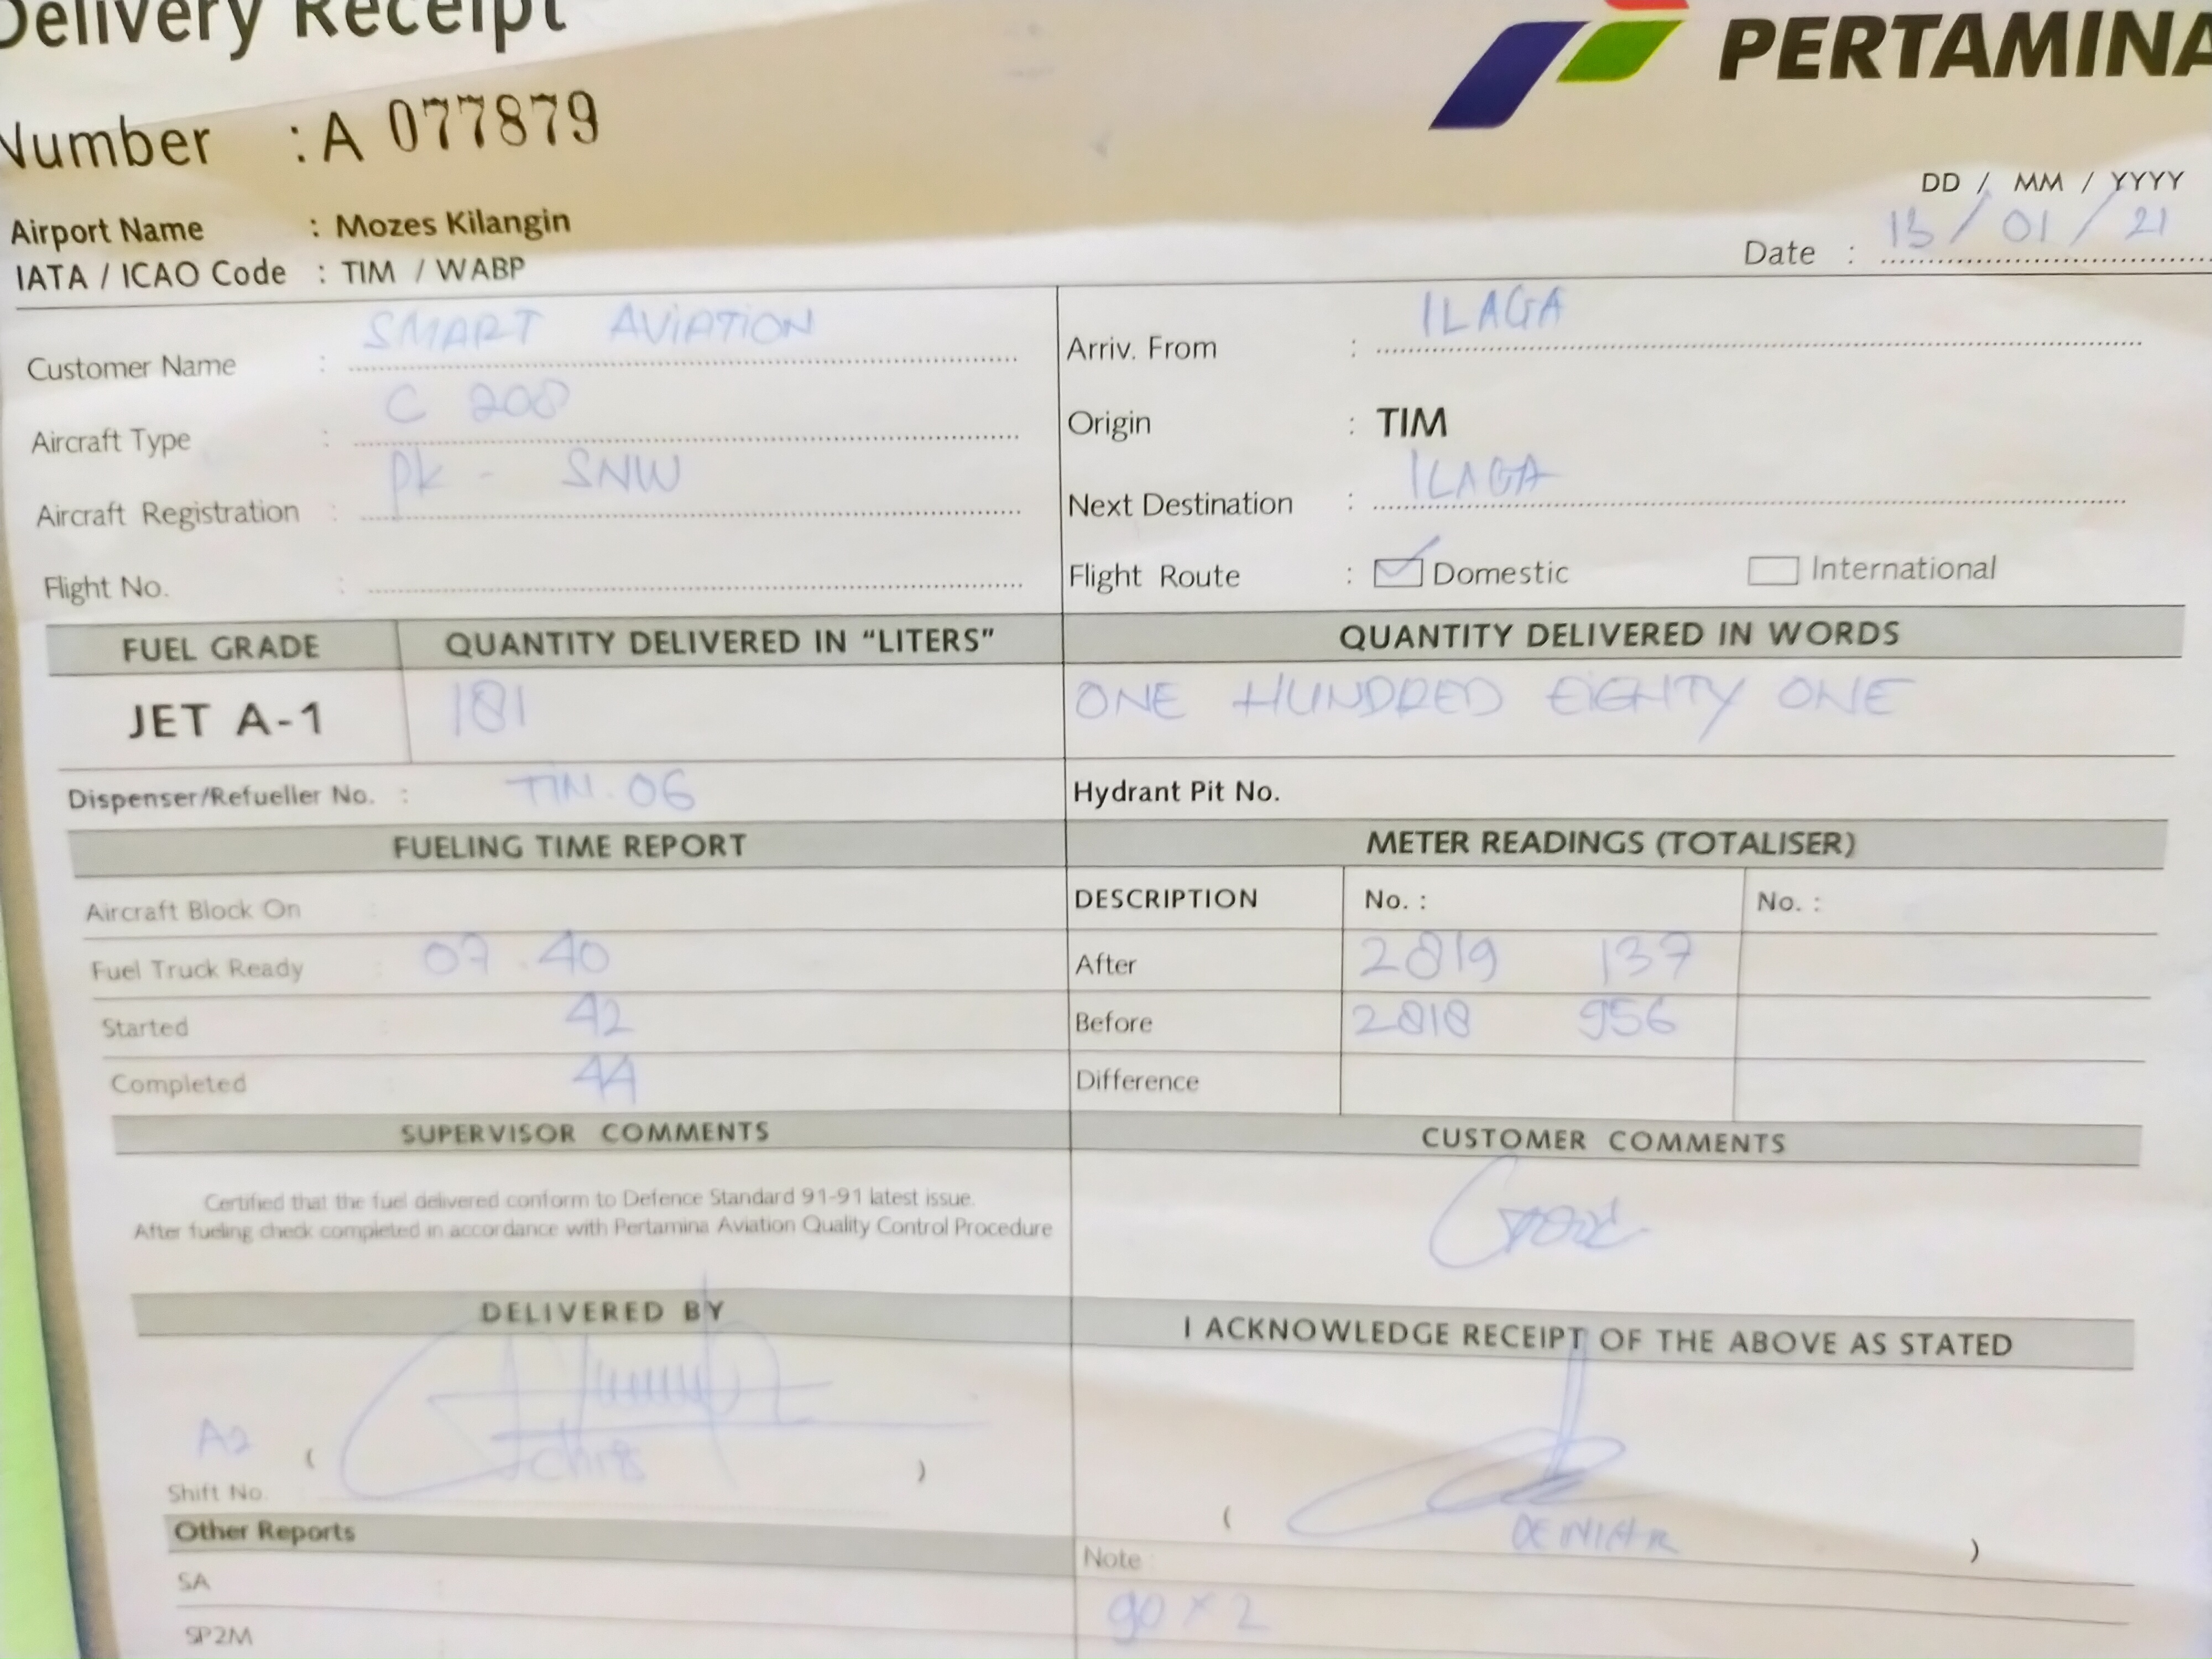 Delivery Receipt
PERTAMINA
Number : A 077879
DD / MM / YYYY
Airport Name : Mozes Kilangin
Date : 13 / 01 / 21
IATA / ICAO Code : TIM / WABP
Customer Name : SMART AVIATION
Arriv. From : ILAGA
Aircraft Type : C 208
Origin : TIM
Aircraft Registration : PK - SNW
Next Destination : ILAGA
Flight No. :
Flight Route : Domestic International
FUEL GRADE QUANTITY DELIVERED IN "LITERS" QUANTITY DELIVERED IN WORDS
JET A-1 181 ONE HUNDRED EIGHTY ONE
Dispenser/Refueller No. : TIN.06 Hydrant Pit No.
FUELING TIME REPORT METER READINGS (TOTALISER)
Aircraft Block On : DESCRIPTION No. : No. :
Fuel Truck Ready : 07.40 After 2819 137
Started : 42 Before 2818 956
Completed : 44 Difference
SUPERVISOR COMMENTS CUSTOMER COMMENTS
Certified that the fuel delivered conform to Defence Standard 91-91 latest issue.
After fueling check completed in accordance with Pertamina Aviation Quality Control Procedure
Good
DELIVERED BY I ACKNOWLEDGE RECEIPT OF THE ABOVE AS STATED
A2
Shift No. ( )
( )
Other Reports
Note :
SA :
90 x 2
SP2M